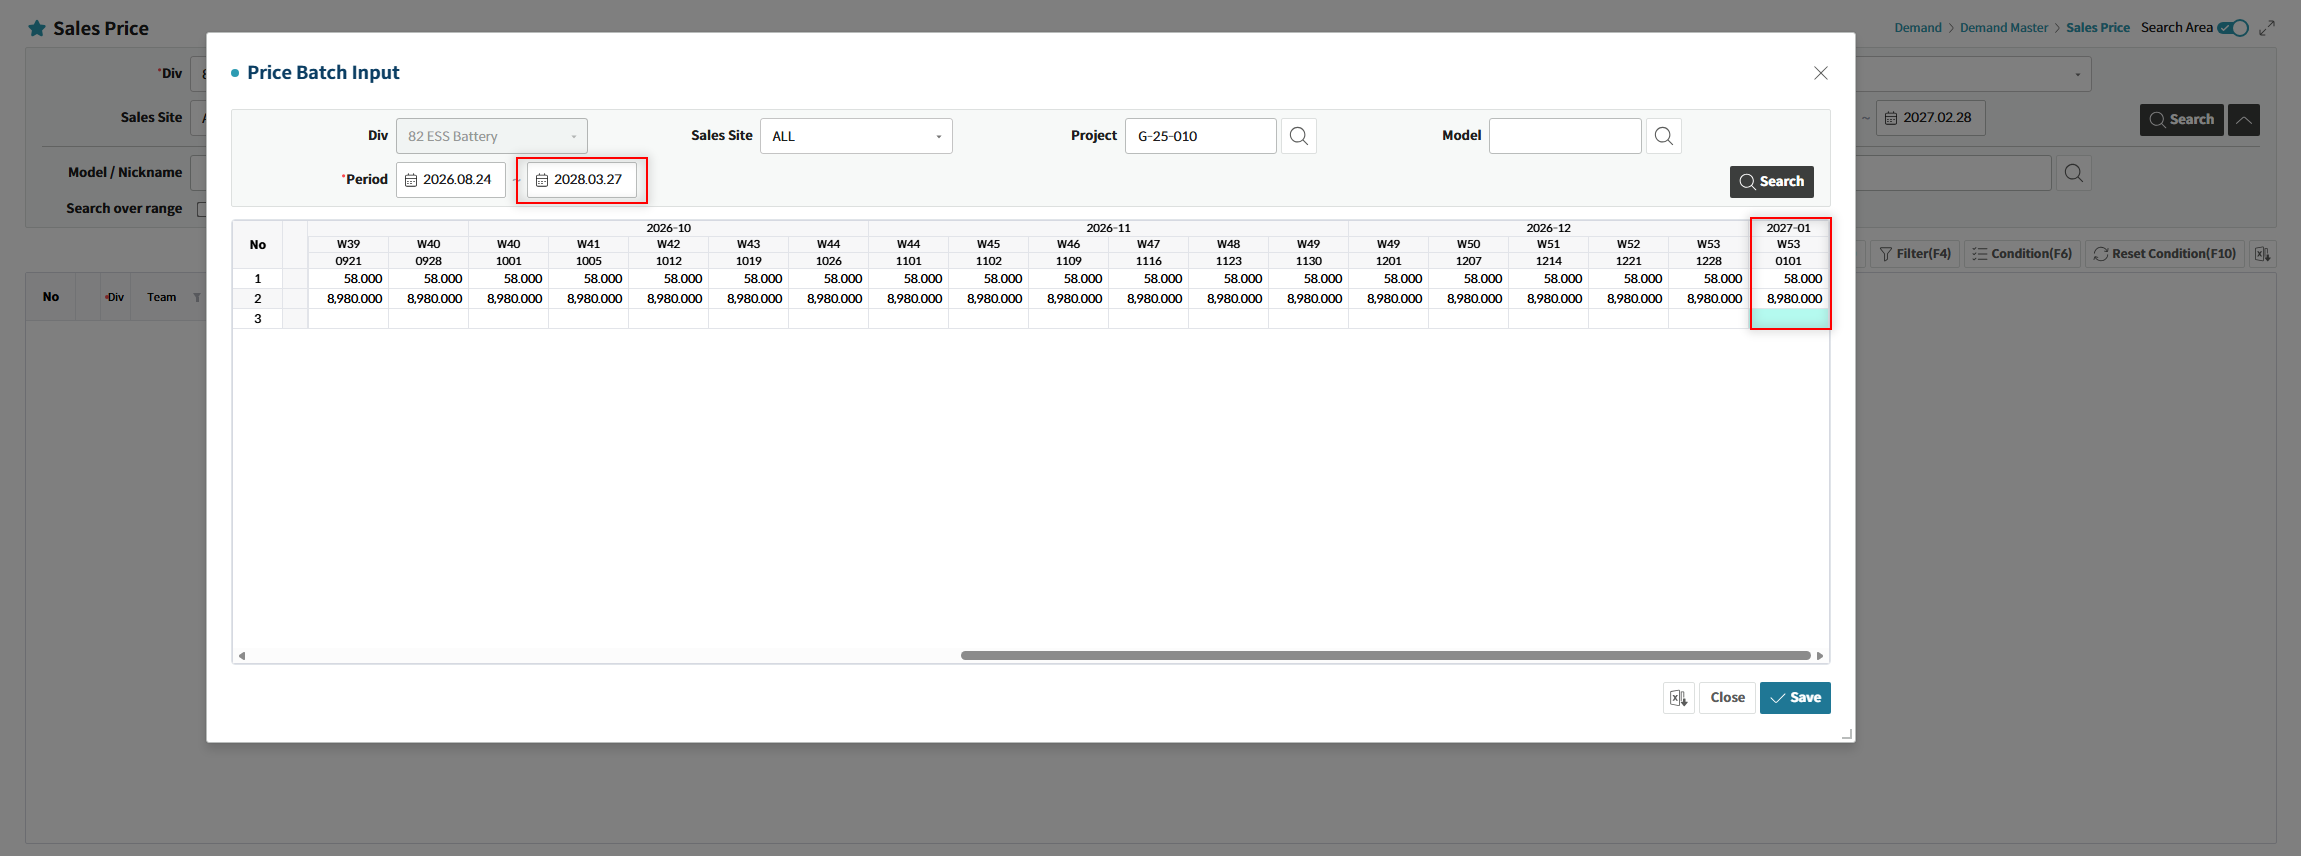 Sales Price
Demand > Demand Master > Sales Price Search Area
*Div
Sales Site
~ 2027.02.28 Search
Model / Nickname
Search over range
Filter(F4) Condition(F6) Reset Condition(F10)
No *Div Team
Price Batch Input
Div 82 ESS Battery Sales Site ALL Project G-25-010 Model
*Period 2026.08.24 ~ 2028.03.27 Search
No 2026-10 2026-11 2026-12 2027-01
W39 W40 W40 W41 W42 W43 W44 W44 W45 W46 W47 W48 W49 W49 W50 W51 W52 W53 W53
0921 0928 1001 1005 1012 1019 1026 1101 1102 1109 1116 1123 1130 1201 1207 1214 1221 1228 0101
1 58.000 58.000 58.000 58.000 58.000 58.000 58.000 58.000 58.000 58.000 58.000 58.000 58.000 58.000 58.000 58.000 58.000 58.000 58.000
2 8,980.000 8,980.000 8,980.000 8,980.000 8,980.000 8,980.000 8,980.000 8,980.000 8,980.000 8,980.000 8,980.000 8,980.000 8,980.000 8,980.000 8,980.000 8,980.000 8,980.000 8,980.000 8,980.000
3
Close Save